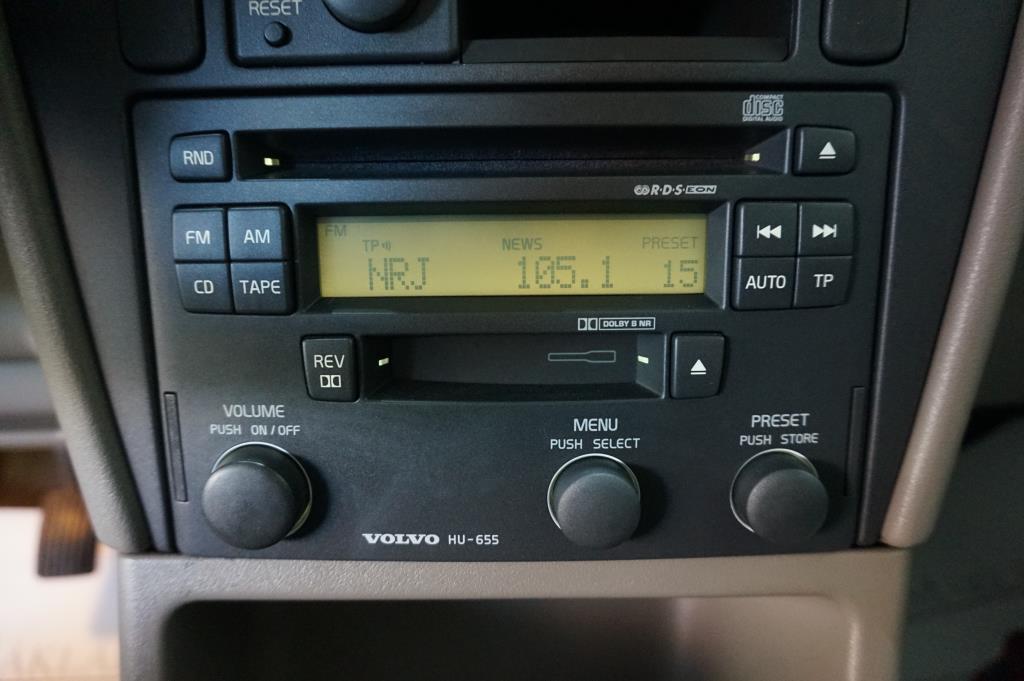 RESET
COMPACT
disc
DIGITAL AUDIO
RND
R·D·S EON
FM AM
CD TAPE
FM
TP NEWS PRESET
NRJ 105.1 15
AUTO TP
DOLBY B NR
REV
VOLUME
PUSH ON/OFF
MENU
PUSH SELECT
PRESET
PUSH STORE
VOLVO HU-655